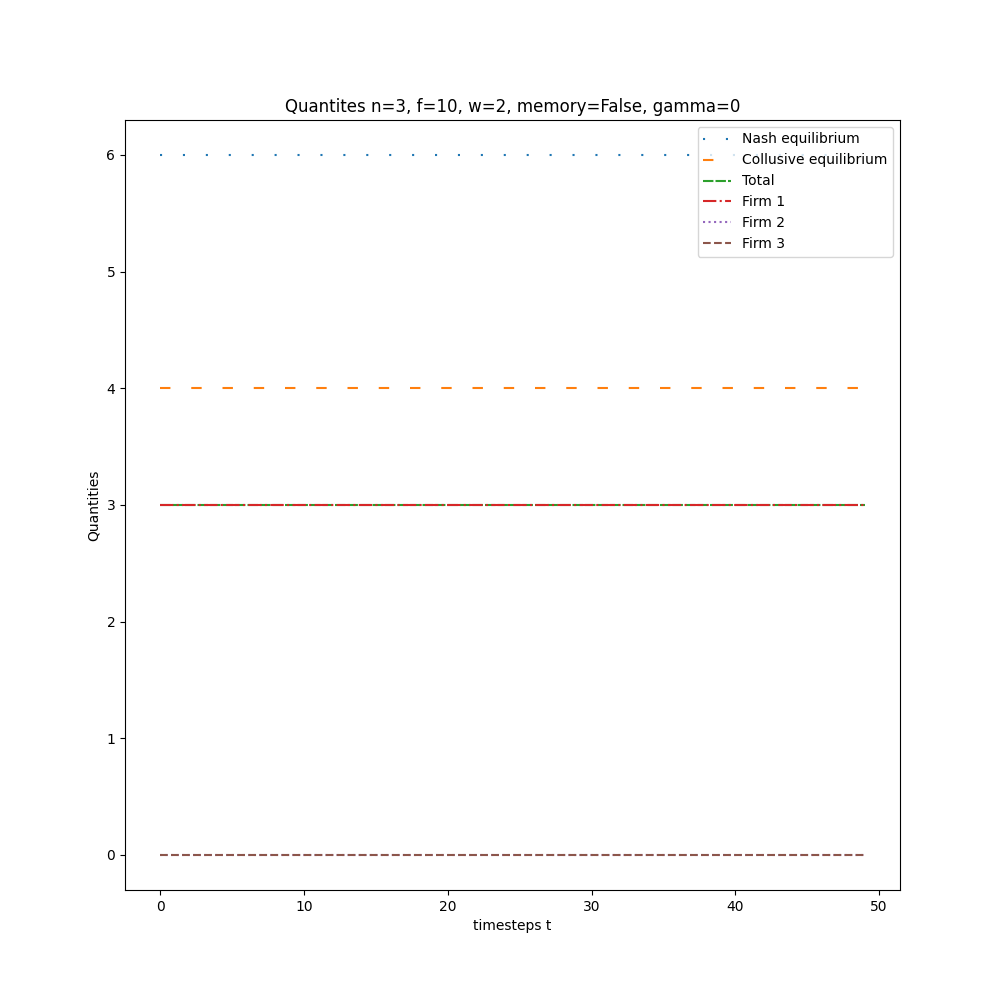 Quantites n=3, f=10, w=2, memory=False, gamma=0
Nash equilibrium
Collusive equilibrium
Total
Firm 1
Firm 2
Firm 3
6
5
4
3
2
1
0
Quantities
0 10 20 30 40 50
timesteps t